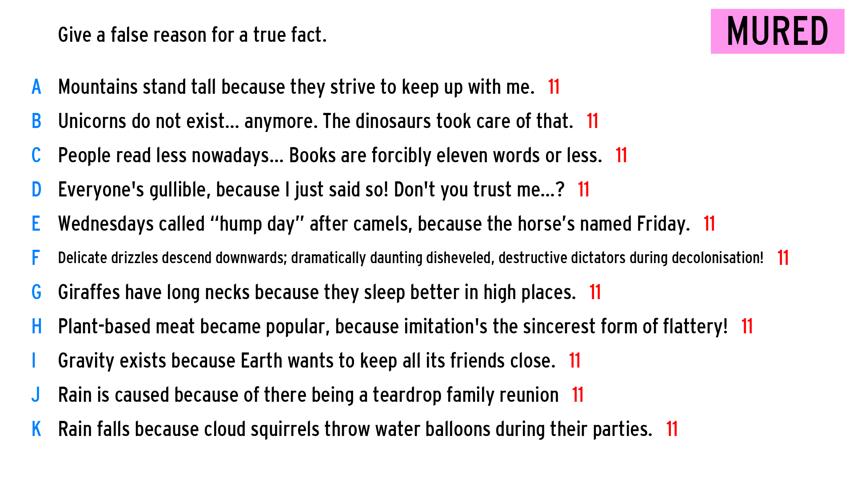 Give a false reason for a true fact.
MURED
A Mountains stand tall because they strive to keep up with me. 11
B Unicorns do not exist... anymore. The dinosaurs took care of that. 11
C People read less nowadays... Books are forcibly eleven words or less. 11
D Everyone's gullible, because I just said so! Don't you trust me...? 11
E Wednesdays called “hump day” after camels, because the horse’s named Friday. 11
F Delicate drizzles descend downwards; dramatically daunting disheveled, destructive dictators during decolonisation! 11
G Giraffes have long necks because they sleep better in high places. 11
H Plant-based meat became popular, because imitation's the sincerest form of flattery! 11
I Gravity exists because Earth wants to keep all its friends close. 11
J Rain is caused because of there being a teardrop family reunion 11
K Rain falls because cloud squirrels throw water balloons during their parties. 11